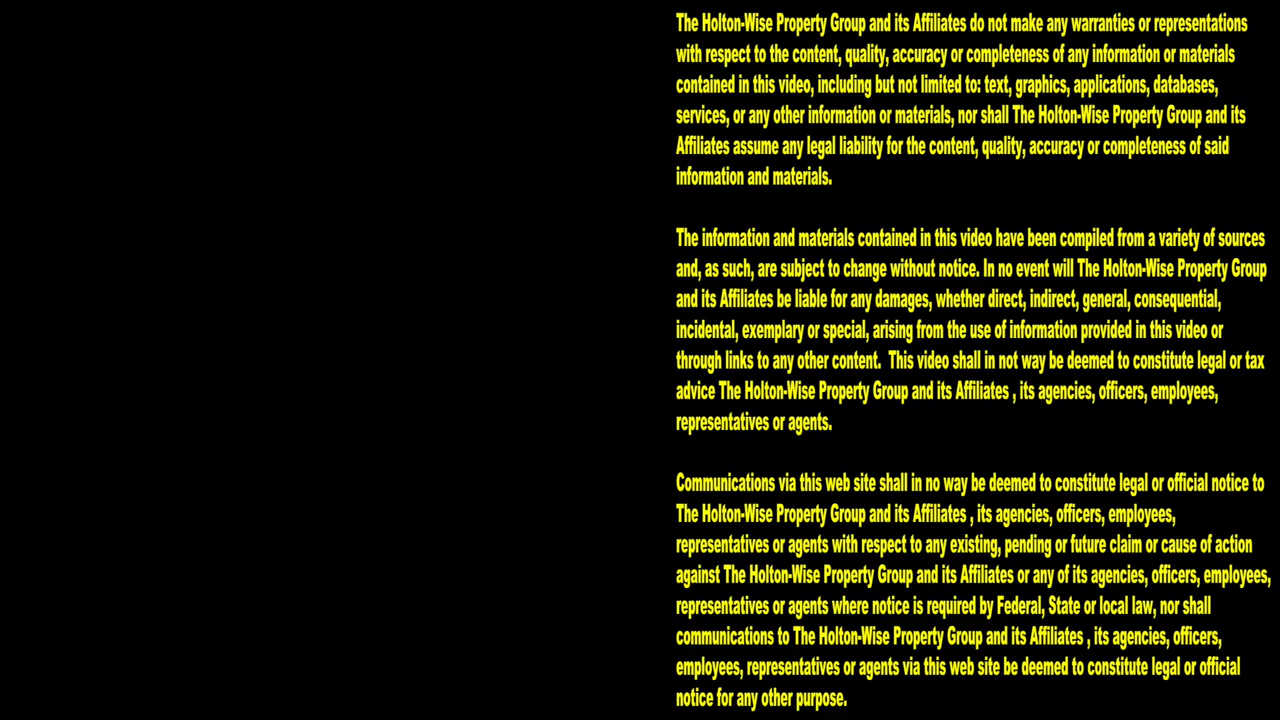 The Holton-Wise Property Group and its Affiliates do not make any warranties or representations
with respect to the content, quality, accuracy or completeness of any information or materials
contained in this video, including but not limited to: text, graphics, applications, databases,
services, or any other information or materials, nor shall The Holton-Wise Property Group and its
Affiliates assume any legal liability for the content, quality, accuracy or completeness of said
information and materials.
The information and materials contained in this video have been compiled from a variety of sources
and, as such, are subject to change without notice. In no event will The Holton-Wise Property Group
and its Affiliates be liable for any damages, whether direct, indirect, general, consequential,
incidental, exemplary or special, arising from the use of information provided in this video or
through links to any other content.  This video shall in not way be deemed to constitute legal or tax
advice The Holton-Wise Property Group and its Affiliates , its agencies, officers, employees,
representatives or agents.
Communications via this web site shall in no way be deemed to constitute legal or official notice to
The Holton-Wise Property Group and its Affiliates , its agencies, officers, employees,
representatives or agents with respect to any existing, pending or future claim or cause of action
against The Holton-Wise Property Group and its Affiliates or any of its agencies, officers, employees,
representatives or agents where notice is required by Federal, State or local law, nor shall
communications to The Holton-Wise Property Group and its Affiliates , its agencies, officers,
employees, representatives or agents via this web site be deemed to constitute legal or official
notice for any other purpose.